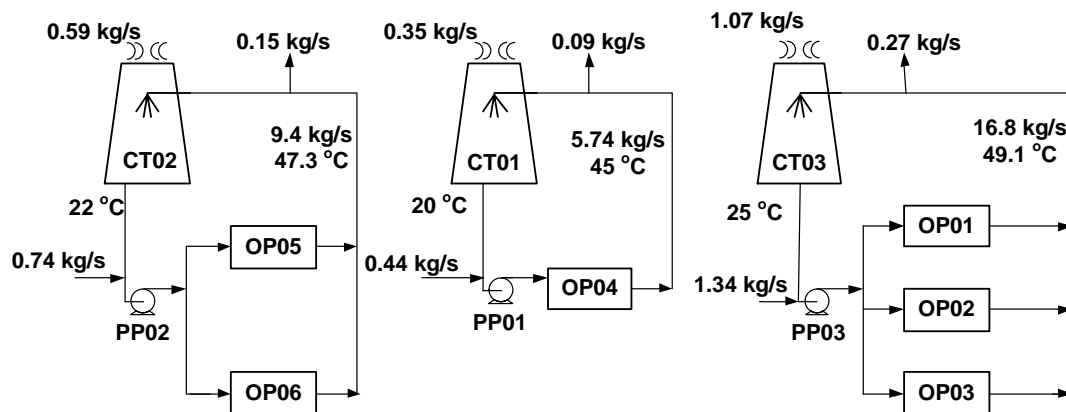 0.59 kg/s
0.15 kg/s
CT02
9.4 kg/s
47.3 °C
22 °C
OP05
0.74 kg/s
PP02
OP06
0.35 kg/s
0.09 kg/s
CT01
5.74 kg/s
45 °C
20 °C
0.44 kg/s
OP04
PP01
1.07 kg/s
0.27 kg/s
CT03
16.8 kg/s
49.1 °C
25 °C
OP01
1.34 kg/s
OP02
PP03
OP03